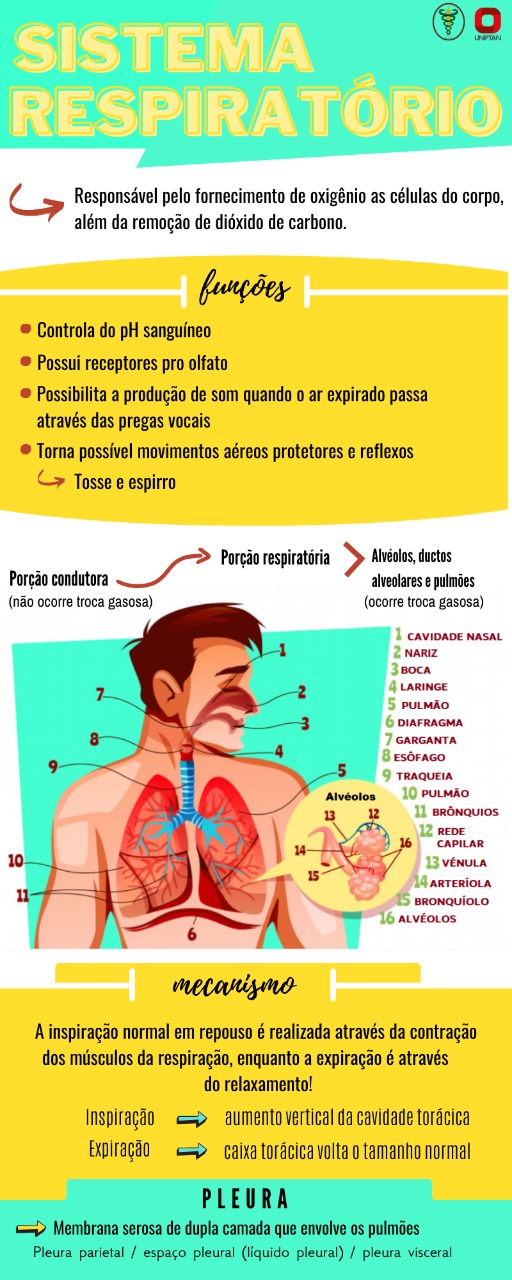 UNIPTAN
SISTEMA
RESPIRATÓRIO
Responsável pelo fornecimento de oxigênio as células do corpo,
além da remoção de dióxido de carbono.
funções
Controla do pH sanguíneo
Possui receptores pro olfato
Possibilita a produção de som quando o ar expirado passa
através das pregas vocais
Torna possível movimentos aéreos protetores e reflexos
Tosse e espirro
Porção condutora
(não ocorre troca gasosa)
Porção respiratória
Alvéolos, ductos
alveolares e pulmões
(ocorre troca gasosa)
1
2
3
4
5
6
7
8
9
10
11
Alvéolos
12
13
14
15
16
1 CAVIDADE NASAL
2 NARIZ
3 BOCA
4 LARINGE
5 PULMÃO
6 DIAFRAGMA
7 GARGANTA
8 ESÔFAGO
9 TRAQUEIA
10 PULMÃO
11 BRÔNQUIOS
12 REDE
CAPILAR
13 VÉNULA
14 ARTERÍOLA
15 BRONQUÍOLO
16 ALVÉOLOS
mecanismo
A inspiração normal em repouso é realizada através da contração
dos músculos da respiração, enquanto a expiração é através
do relaxamento!
Inspiração aumento vertical da cavidade torácica
Expiração caixa torácica volta o tamanho normal
PLEURA
Membrana serosa de dupla camada que envolve os pulmões
Pleura parietal / espaço pleural (líquido pleural) / pleura visceral